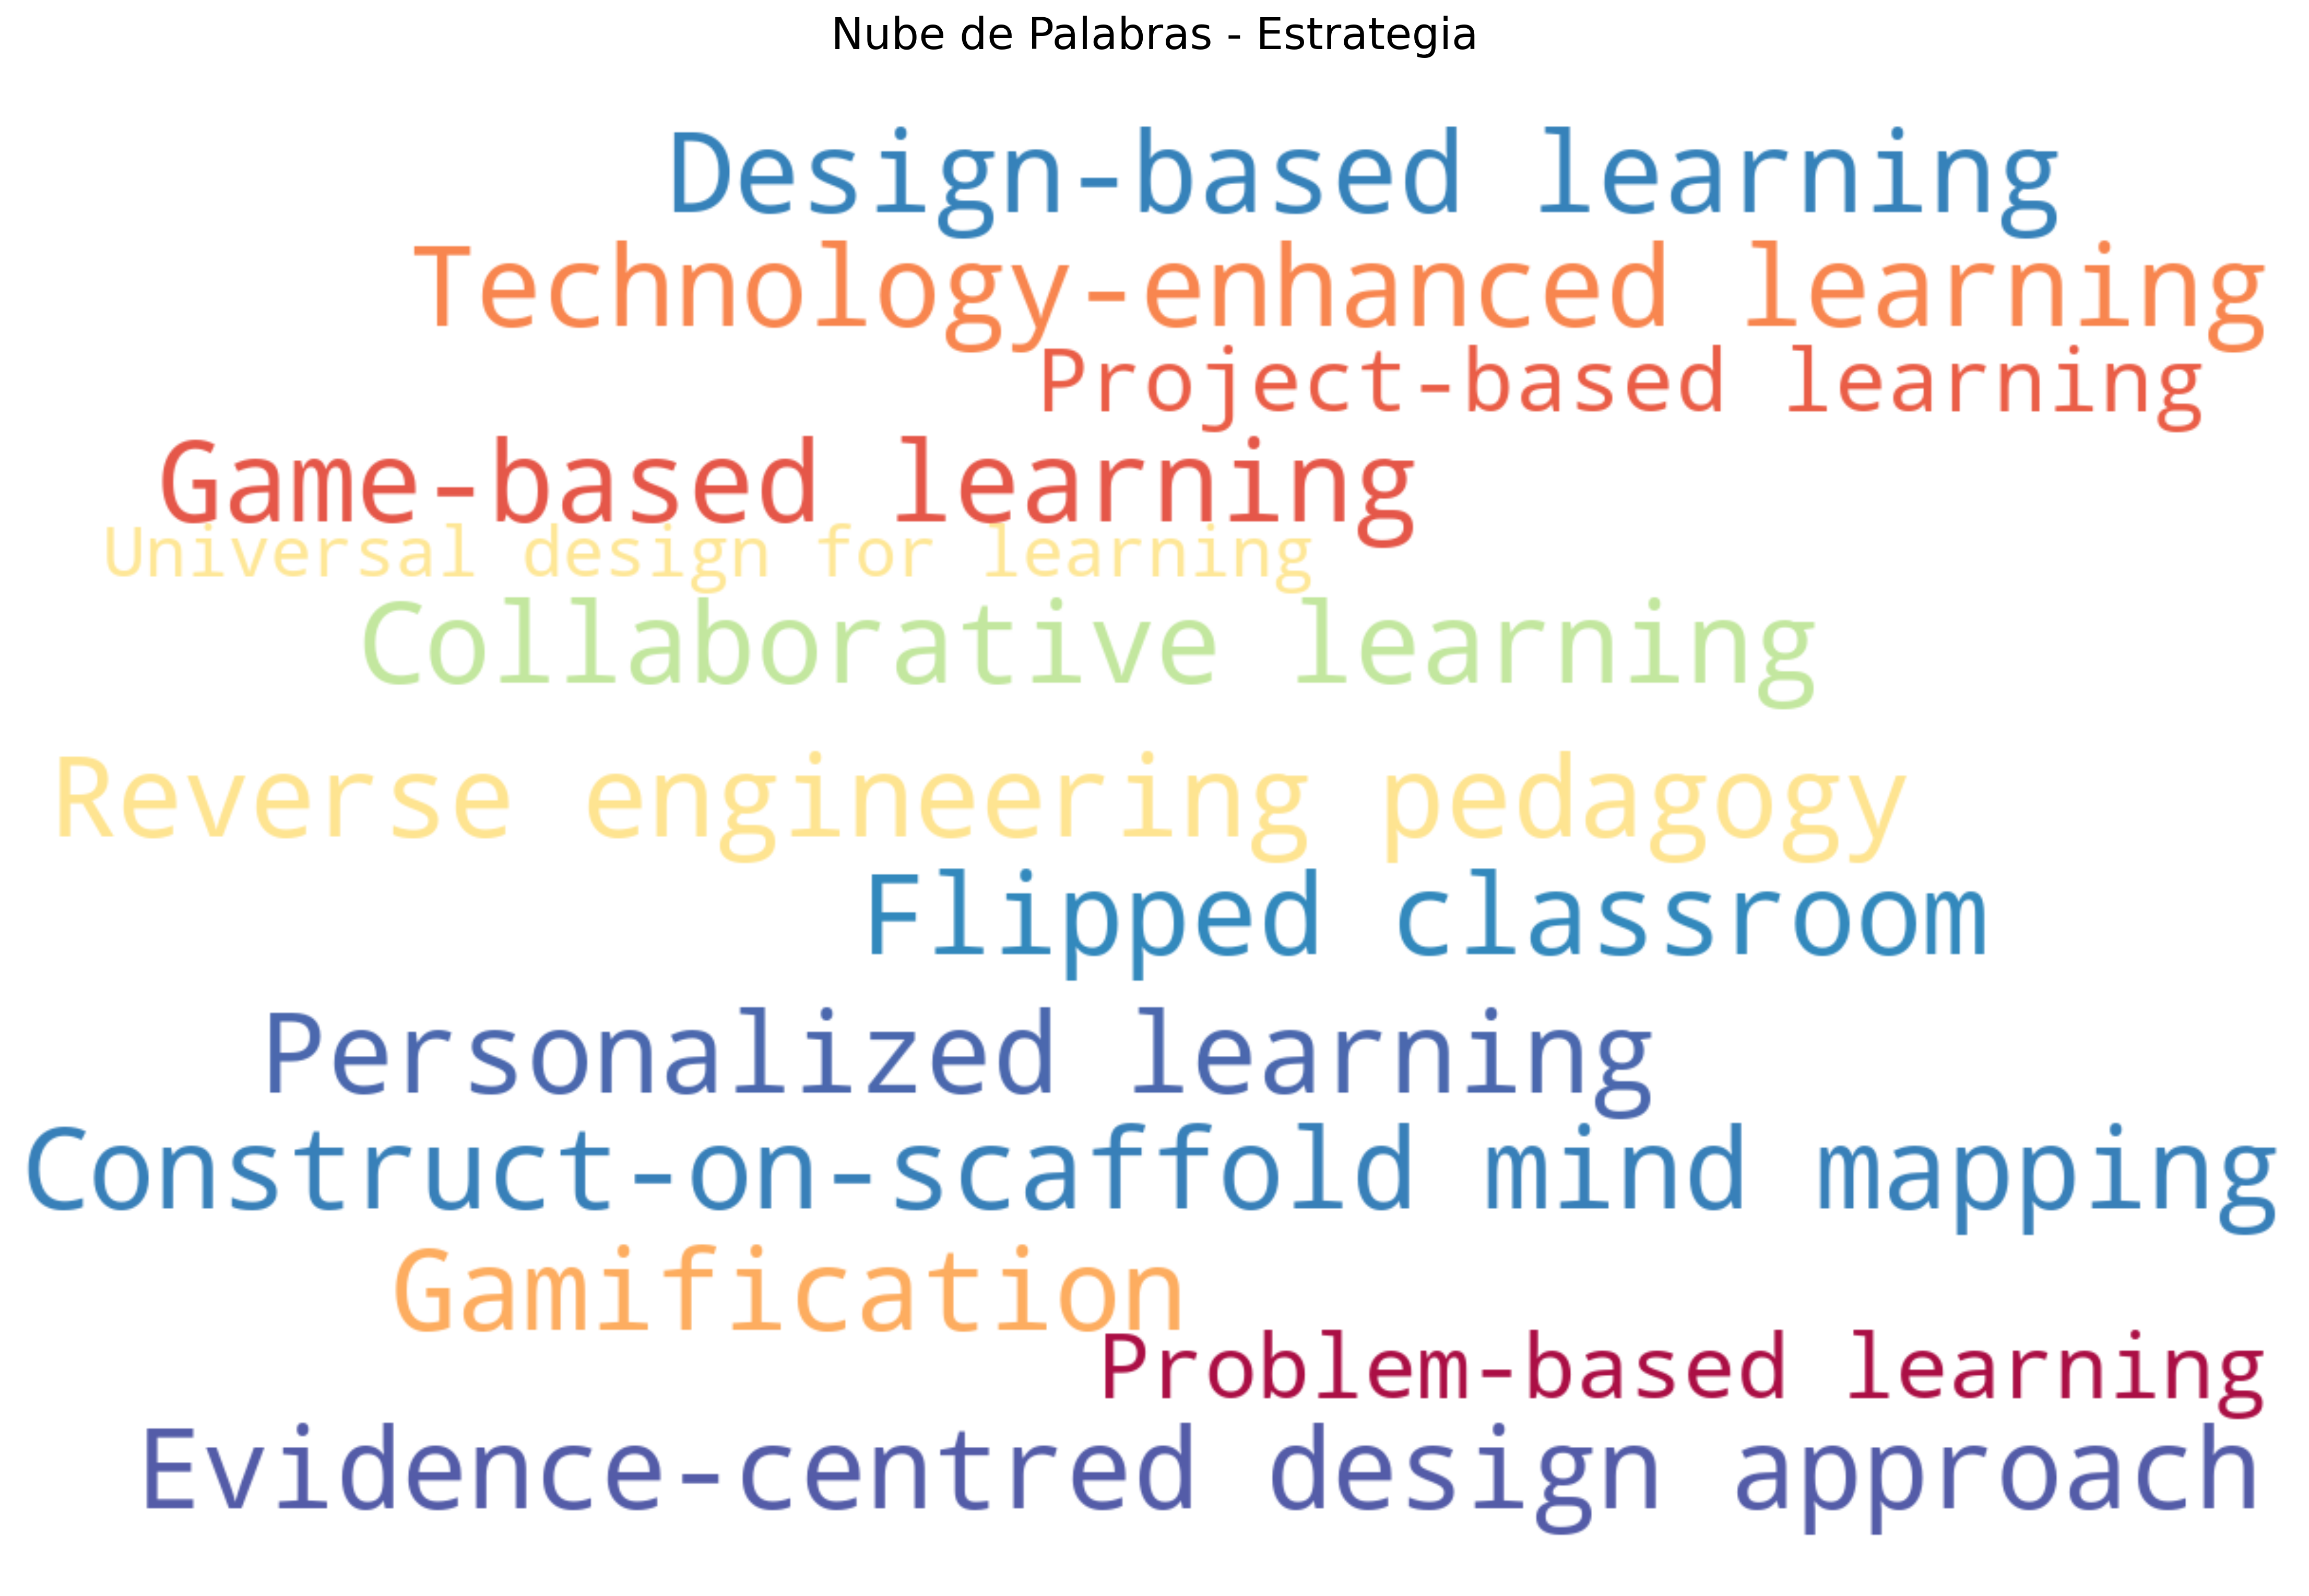 Nube de Palabras - Estrategia
Design-based learning
Technology-enhanced learning
Project-based learning
Game-based learning
Universal design for learning
Collaborative learning
Reverse engineering pedagogy
Flipped classroom
Personalized learning
Construct-on-scaffold mind mapping
Gamification
Problem-based learning
Evidence-centred design approach